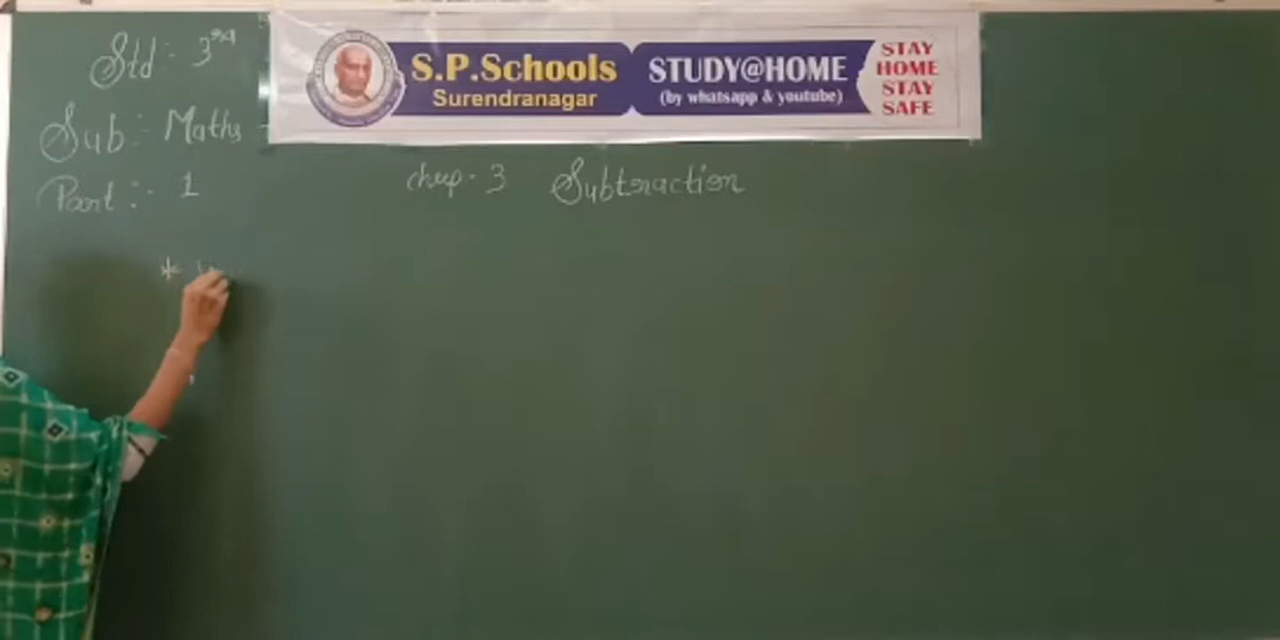 Std :- 3rd
Sub :- Maths
Part :- 1
S.P.Schools
Surendranagar
STUDY@HOME
(by whatsapp & youtube)
STAY
HOME
STAY
SAFE
chap - 3 Subtraction
*